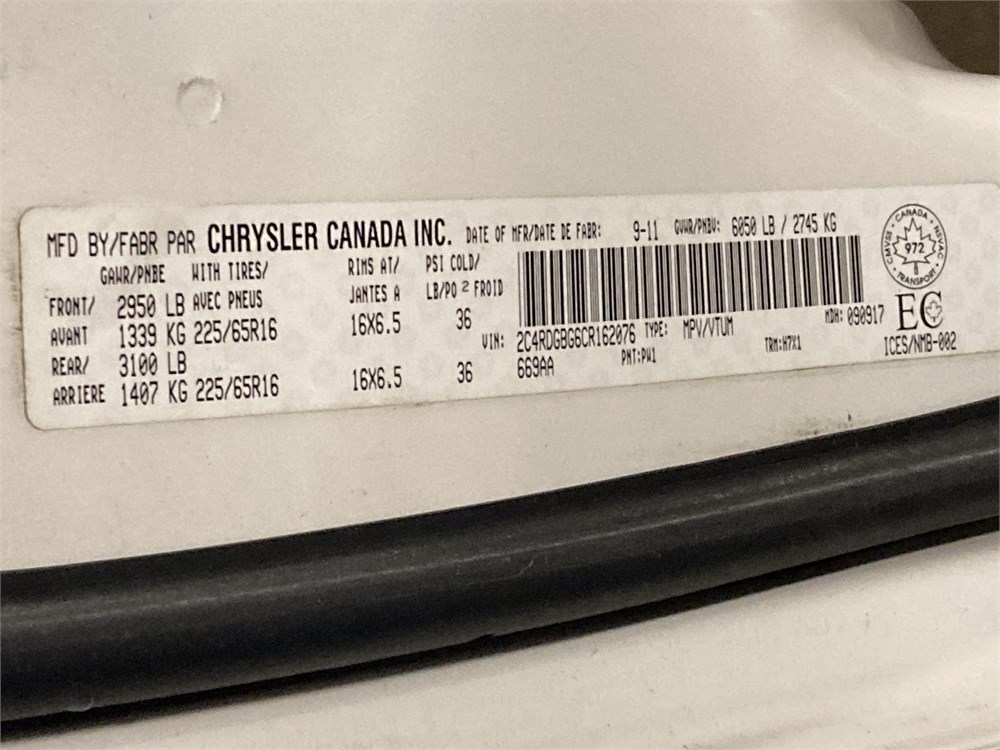 MFD BY/FABR PAR CHRYSLER CANADA INC. DATE OF MFR/DATE DE FABR: 9-11 GVWR/PNBV: 6050 LB / 2745 KG
GAWR/PNBE WITH TIRES/ RIMS AT/ PSI COLD/
FRONT/ 2950 LB AVEC PNEUS JANTES A LB/PO 2 FROID
AVANT 1339 KG 225/65R16 16X6.5 36
REAR/ 3100 LB
ARRIERE 1407 KG 225/65R16 16X6.5 36
VIN: 2C4RDGBG6CR162076 TYPE: MPV/VTUM MDH: 090917
669AA PNT:PW1 TRM:H7X1
CANADA
CMVSS 972 NSVAC
TRANSPORT
EC
ICES/NMB-002